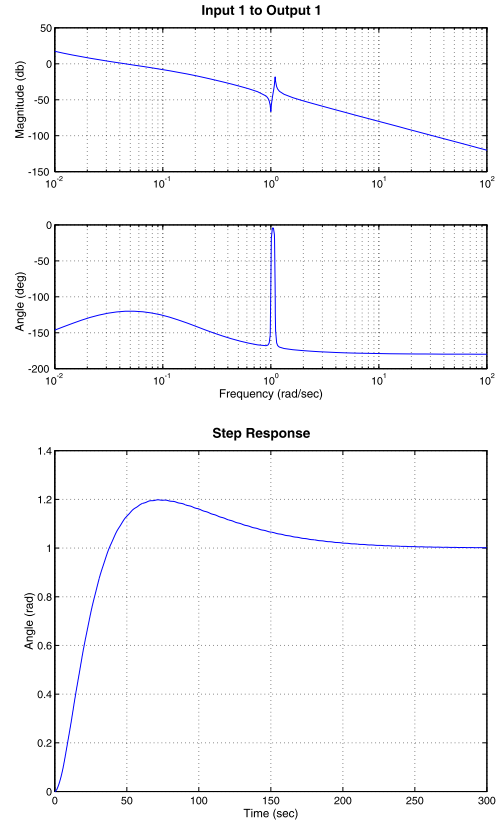 Input 1 to Output 1
50
0
-50
-100
-150
Magnitude (db)
10^-2 10^-1 10^0 10^1 10^2
0
-50
-100
-150
-200
Angle (deg)
10^-2 10^-1 10^0 10^1 10^2
Frequency (rad/sec)
Step Response
1.4
1.2
1
0.8
0.6
0.4
0.2
0
Angle (rad)
0 50 100 150 200 250 300
Time (sec)